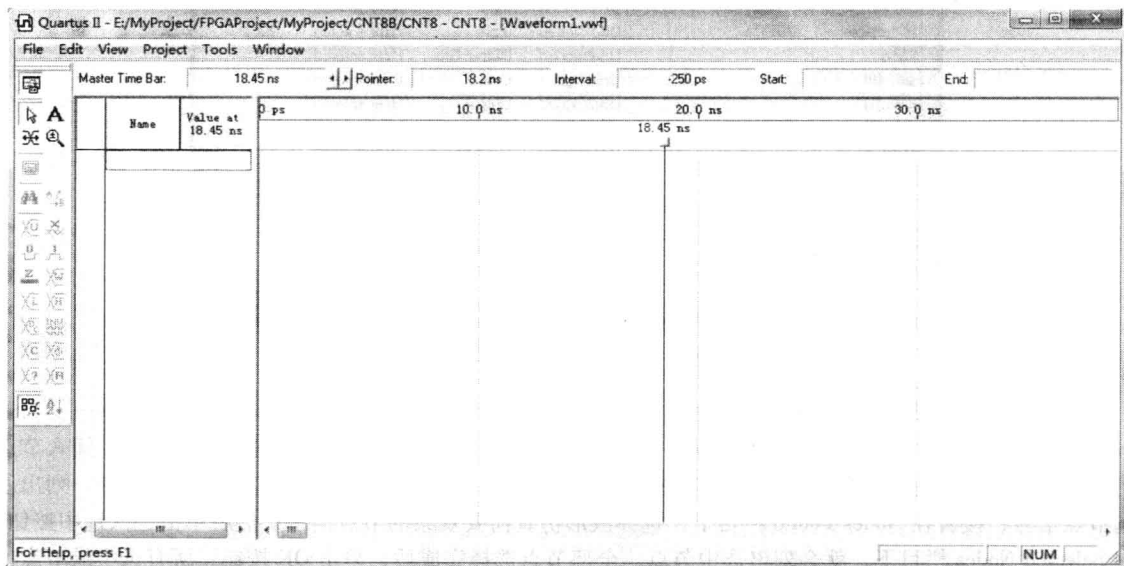 Quartus II - E:/MyProject/FPGAProject/MyProject/CNT8B/CNT8 - CNT8 - [Waveform1.vwf]
File Edit View Project Tools Window
Master Time Bar: 18.45 ns Pointer: 18.2 ns Interval: -250 ps Start: End:
Name Value at 18.45 ns
0 ps 10.0 ns 20.0 ns 30.0 ns
18.45 ns
For Help, press F1 NUM